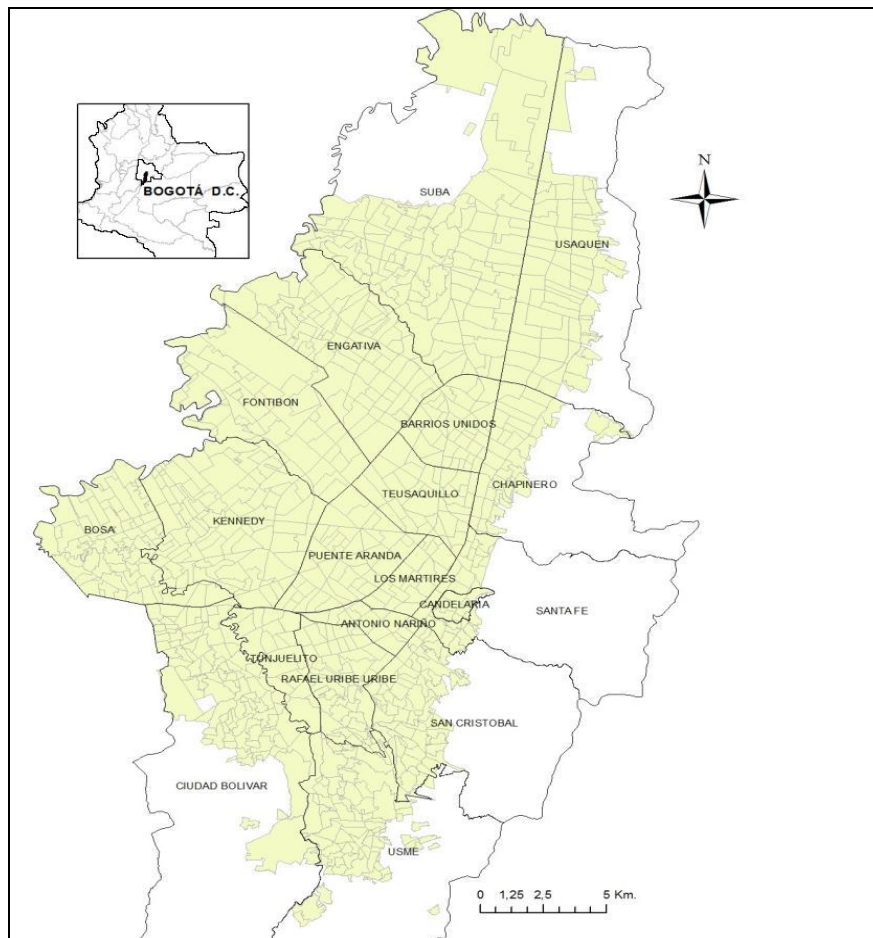 BOGOTÁ D.C.
N
SUBA
USAQUEN
ENGATIVA
FONTIBON
BARRIOS UNIDOS
CHAPINERO
TEUSAQUILLO
KENNEDY
BOSA
PUENTE ARANDA
LOS MARTIRES
CANDELARIA
SANTA FE
ANTONIO NARIÑO
TUNJUELITO
RAFAEL URIBE URIBE
SAN CRISTOBAL
CIUDAD BOLIVAR
USME
0 1,25 2,5 5 Km.